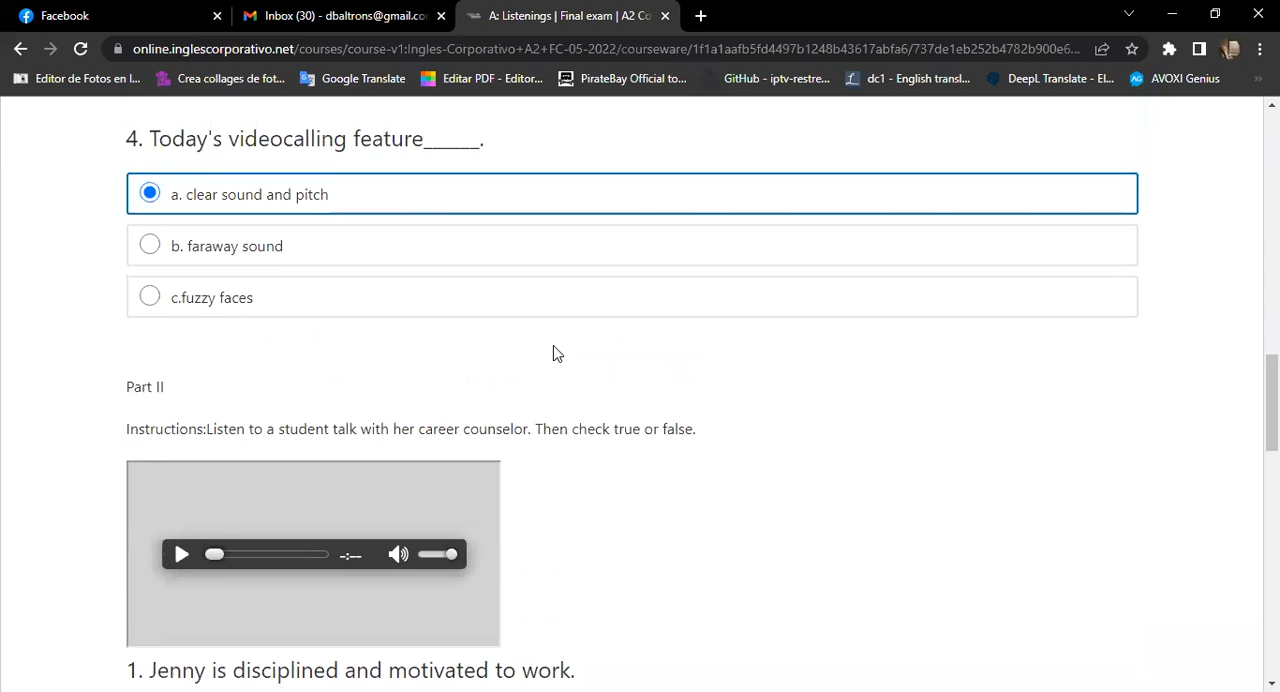 Facebook
Inbox (30) - dbaltrons@gmail.co
A: Listenings | Final exam | A2 Co
online.inglescorporativo.net/courses/course-v1:Ingles-Corporativo+A2+FC-05-2022/courseware/1f1a1aafb5fd4497b1248b43617abfa6/737de1eb252b4782b900e6...
Editor de Fotos en l...
Crea collages de fot...
Google Translate
Editar PDF - Editor...
PirateBay Official to...
GitHub - iptv-restre...
dc1 - English transl...
DeepL Translate - El...
AVOXI Genius
»
4. Today's videocalling feature______.
a. clear sound and pitch
b. faraway sound
c.fuzzy faces
Part II
Instructions:Listen to a student talk with her career counselor. Then check true or false.
-:--
1. Jenny is disciplined and motivated to work.